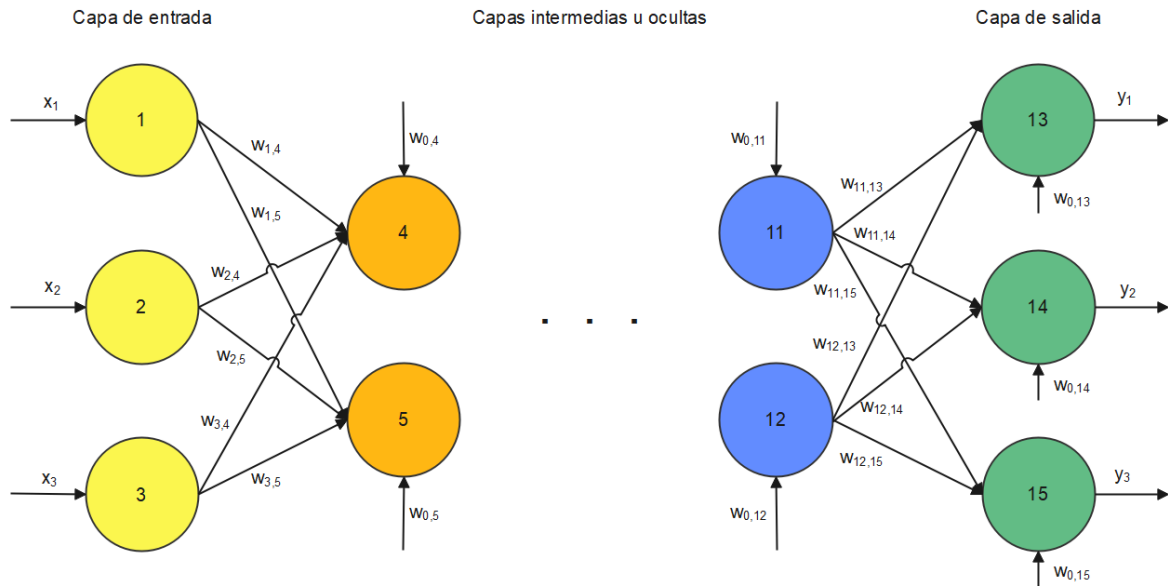 Capa de entrada
Capas intermedias u ocultas
Capa de salida
x1
1
w1,4
w1,5
w0,4
4
x2
2
w2,4
w2,5
x3
3
w3,4
w3,5
5
w0,5
. . .
w0,11
11
w11,13
w11,14
w11,15
12
w0,12
w12,13
w12,14
w12,15
13
y1
w0,13
14
y2
w0,14
15
y3
w0,15